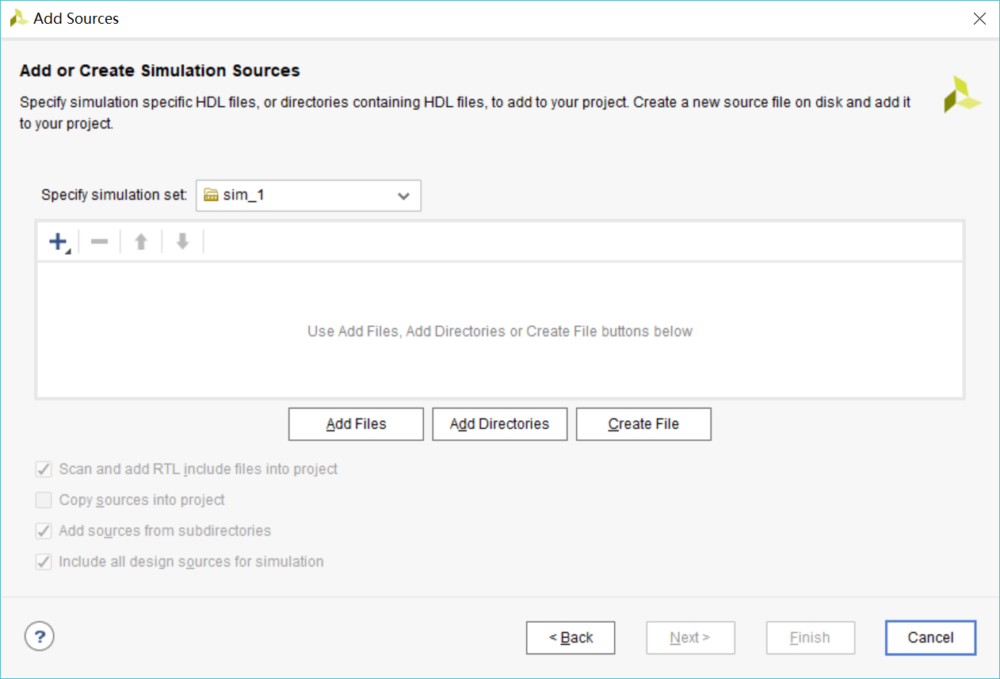 Add Sources
Add or Create Simulation Sources
Specify simulation specific HDL files, or directories containing HDL files, to add to your project. Create a new source file on disk and add it
to your project.
Specify simulation set: sim_1
Use Add Files, Add Directories or Create File buttons below
Add Files Add Directories Create File
Scan and add RTL include files into project
Copy sources into project
Add sources from subdirectories
Include all design sources for simulation
? < Back Next > Finish Cancel